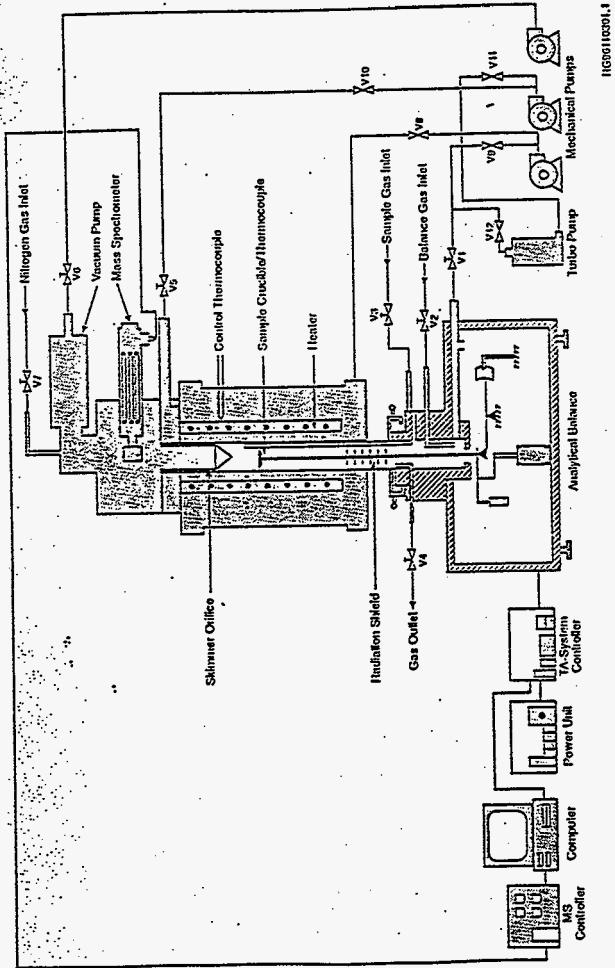 Nitrogen Gas Inlet
V7
V6
Vacuum Pump
Mass Spectrometer
V5
Control Thermocouple
Sample Crucible/Thermocouple
Heater
V10
V8
V11
V9
Mechanical Pumps
Sample Gas Inlet
V3
Balance Gas Inlet
V2
V1
V12
Turbo Pump
Skimmer Orifice
Radiation Shield
Gas Outlet
V4
Analytical Balance
TA-System
Controller
Power Unit
Computer
MS
Controller